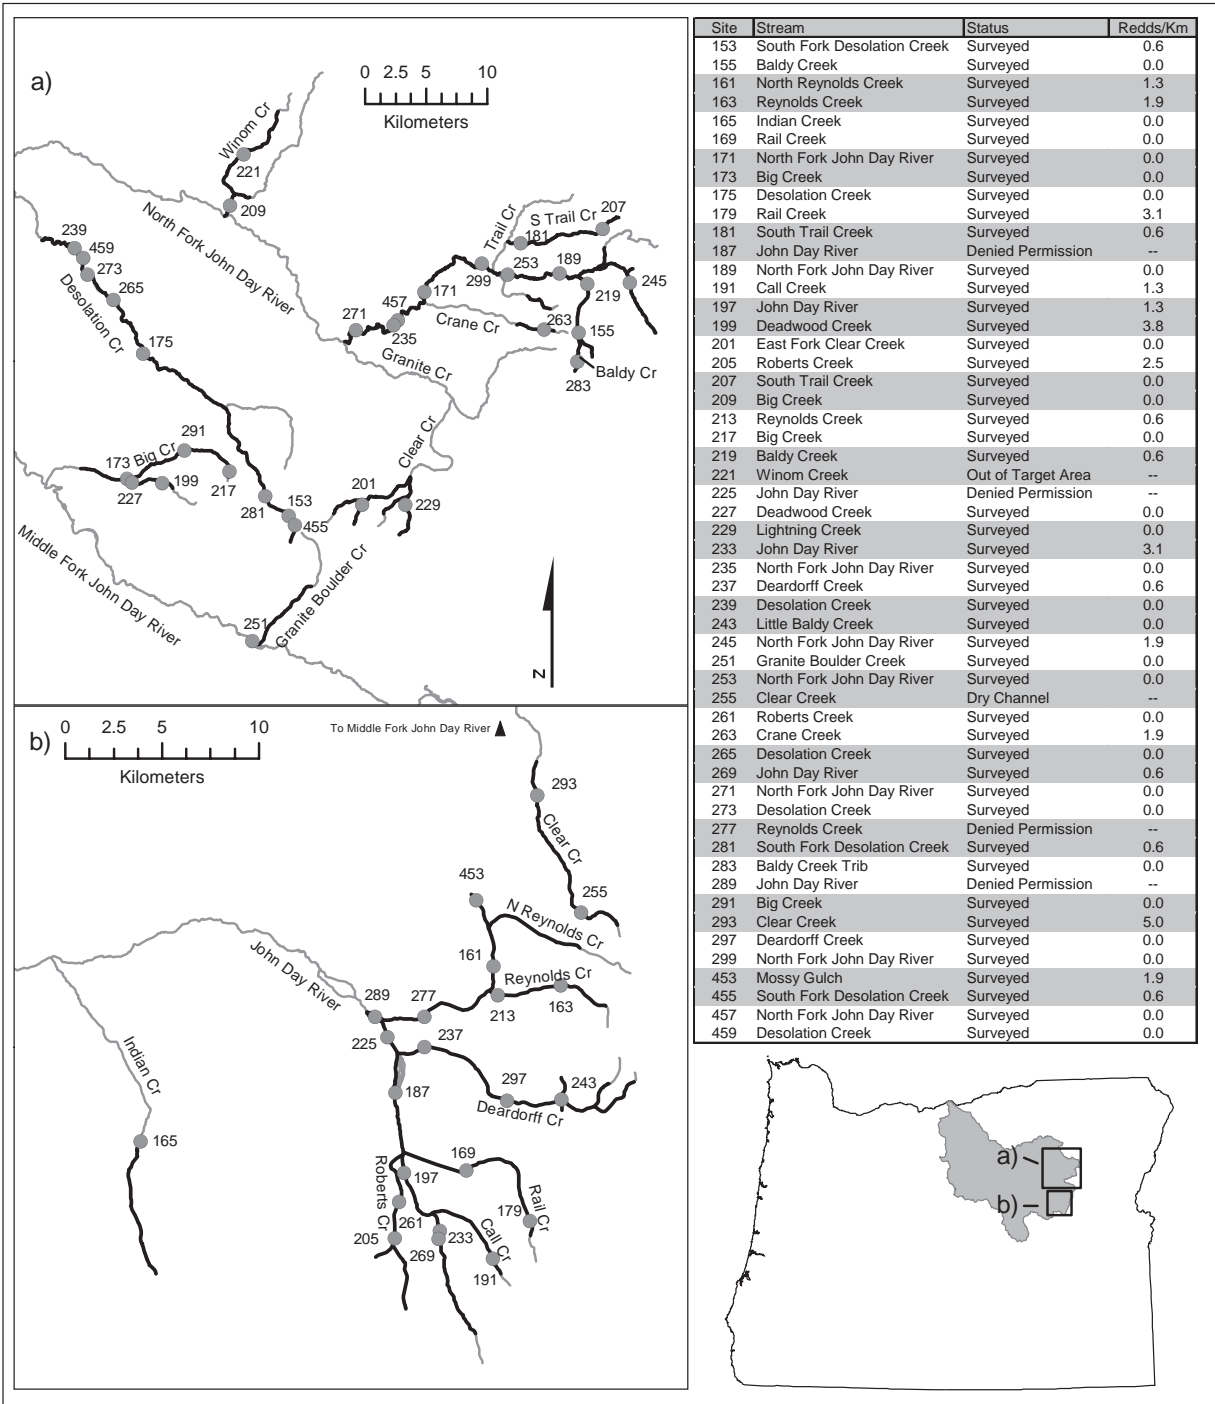 a)
0 2.5 5 10
Kilometers
Winom Cr
221
209
North Fork
John Day
River
Trail Cr
S Trail Cr
207
181
239
459
273
265
Desolation Cr
175
253
189
299
219
245
171
457
271
235
Crane Cr
263
155
Granite Cr
Baldy Cr
283
Clear Cr
291
Big Cr
173
227
199
217
201
229
153
281
455
Middle Fork John Day River
Granite Boulder Cr
251
N
b)
0 2.5 5 10
Kilometers
To Middle Fork John Day River
293
Clear Cr
255
453
N Reynolds Cr
161
Reynolds Cr
John Day
River
289
277
213
163
225
237
Indian Cr
187
297
243
Deardorff Cr
165
169
Roberts Cr
197
Rail Cr
179
261
Call Cr
205
233
269
191
Site Stream Status Redds/Km
153 South Fork Desolation Creek Surveyed 0.6
155 Baldy Creek Surveyed 0.0
161 North Reynolds Creek Surveyed 1.3
163 Reynolds Creek Surveyed 1.9
165 Indian Creek Surveyed 0.0
169 Rail Creek Surveyed 0.0
171 North Fork John Day River Surveyed 0.0
173 Big Creek Surveyed 0.0
175 Desolation Creek Surveyed 0.0
179 Rail Creek Surveyed 3.1
181 South Trail Creek Surveyed 0.6
187 John Day River Denied Permission --
189 North Fork John Day River Surveyed 0.0
191 Call Creek Surveyed 1.3
197 John Day River Surveyed 1.3
199 Deadwood Creek Surveyed 3.8
201 East Fork Clear Creek Surveyed 0.0
205 Roberts Creek Surveyed 2.5
207 South Trail Creek Surveyed 0.0
209 Big Creek Surveyed 0.0
213 Reynolds Creek Surveyed 0.6
217 Big Creek Surveyed 0.0
219 Baldy Creek Surveyed 0.6
221 Winom Creek Out of Target Area --
225 John Day River Denied Permission --
227 Deadwood Creek Surveyed 0.0
229 Lightning Creek Surveyed 0.0
233 John Day River Surveyed 3.1
235 North Fork John Day River Surveyed 0.0
237 Deardorff Creek Surveyed 0.6
239 Desolation Creek Surveyed 0.0
243 Little Baldy Creek Surveyed 0.0
245 North Fork John Day River Surveyed 1.9
251 Granite Boulder Creek Surveyed 0.0
253 North Fork John Day River Surveyed 0.0
255 Clear Creek Dry Channel --
261 Roberts Creek Surveyed 0.0
263 Crane Creek Surveyed 1.9
265 Desolation Creek Surveyed 0.0
269 John Day River Surveyed 0.6
271 North Fork John Day River Surveyed 0.0
273 Desolation Creek Surveyed 0.0
277 Reynolds Creek Denied Permission --
281 South Fork Desolation Creek Surveyed 0.6
283 Baldy Creek Trib Surveyed 0.0
289 John Day River Denied Permission --
291 Big Creek Surveyed 0.0
293 Clear Creek Surveyed 5.0
297 Deardorff Creek Surveyed 0.0
299 North Fork John Day River Surveyed 0.0
453 Mossy Gulch Surveyed 1.9
455 South Fork Desolation Creek Surveyed 0.6
457 North Fork John Day River Surveyed 0.0
459 Desolation Creek Surveyed 0.0
a)
b)